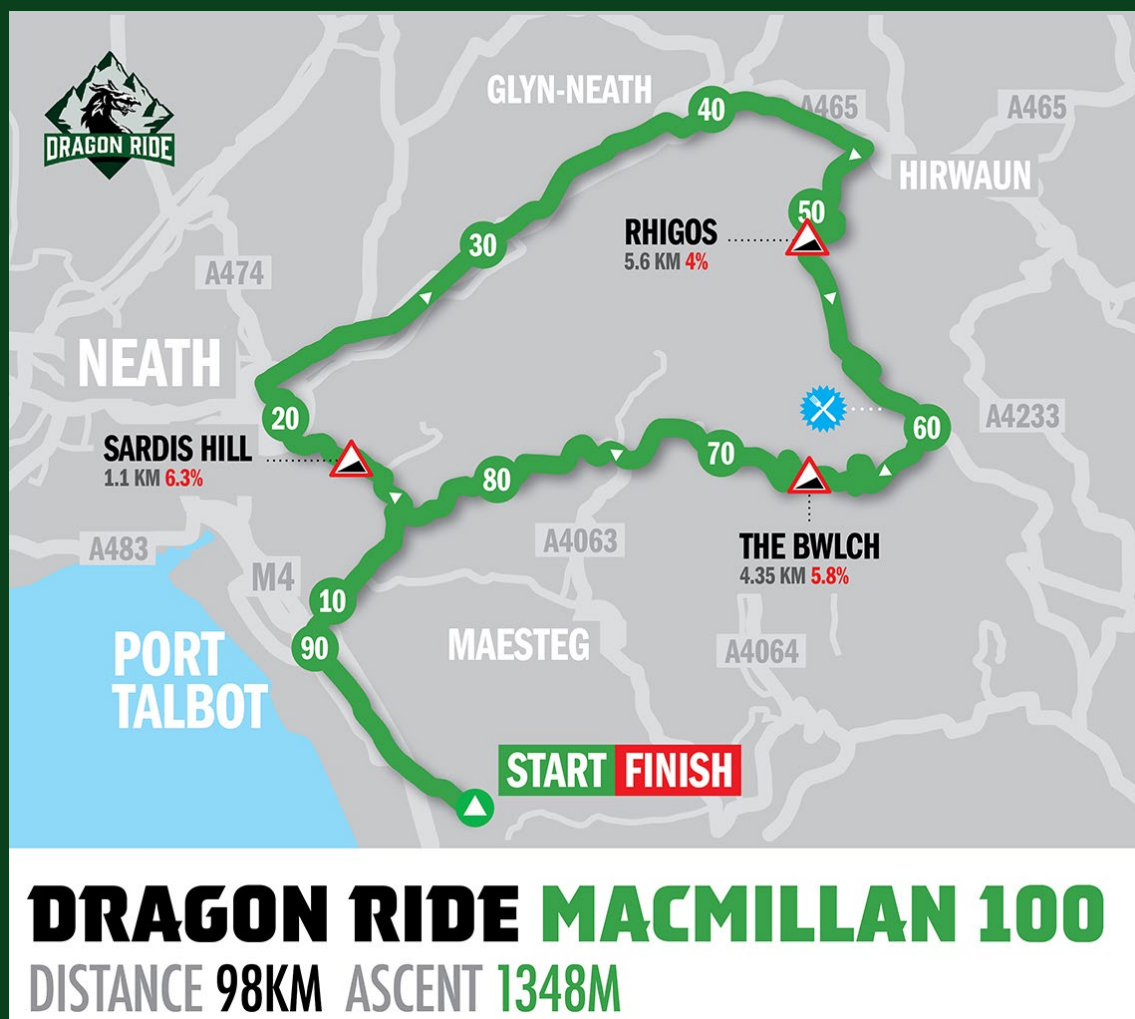 DRAGON RIDE
GLYN-NEATH
40
A465
A465
HIRWAUN
50
RHIGOS
5.6 KM 4%
30
A474
NEATH
20
A4233
60
SARDIS HILL
1.1 KM 6.3%
70
80
A483
A4063
THE BWLCH
4.35 KM 5.8%
M4
10
90
MAESTEG
A4064
PORT
TALBOT
START FINISH
DRAGON RIDE MACMILLAN 100
DISTANCE 98KM ASCENT 1348M